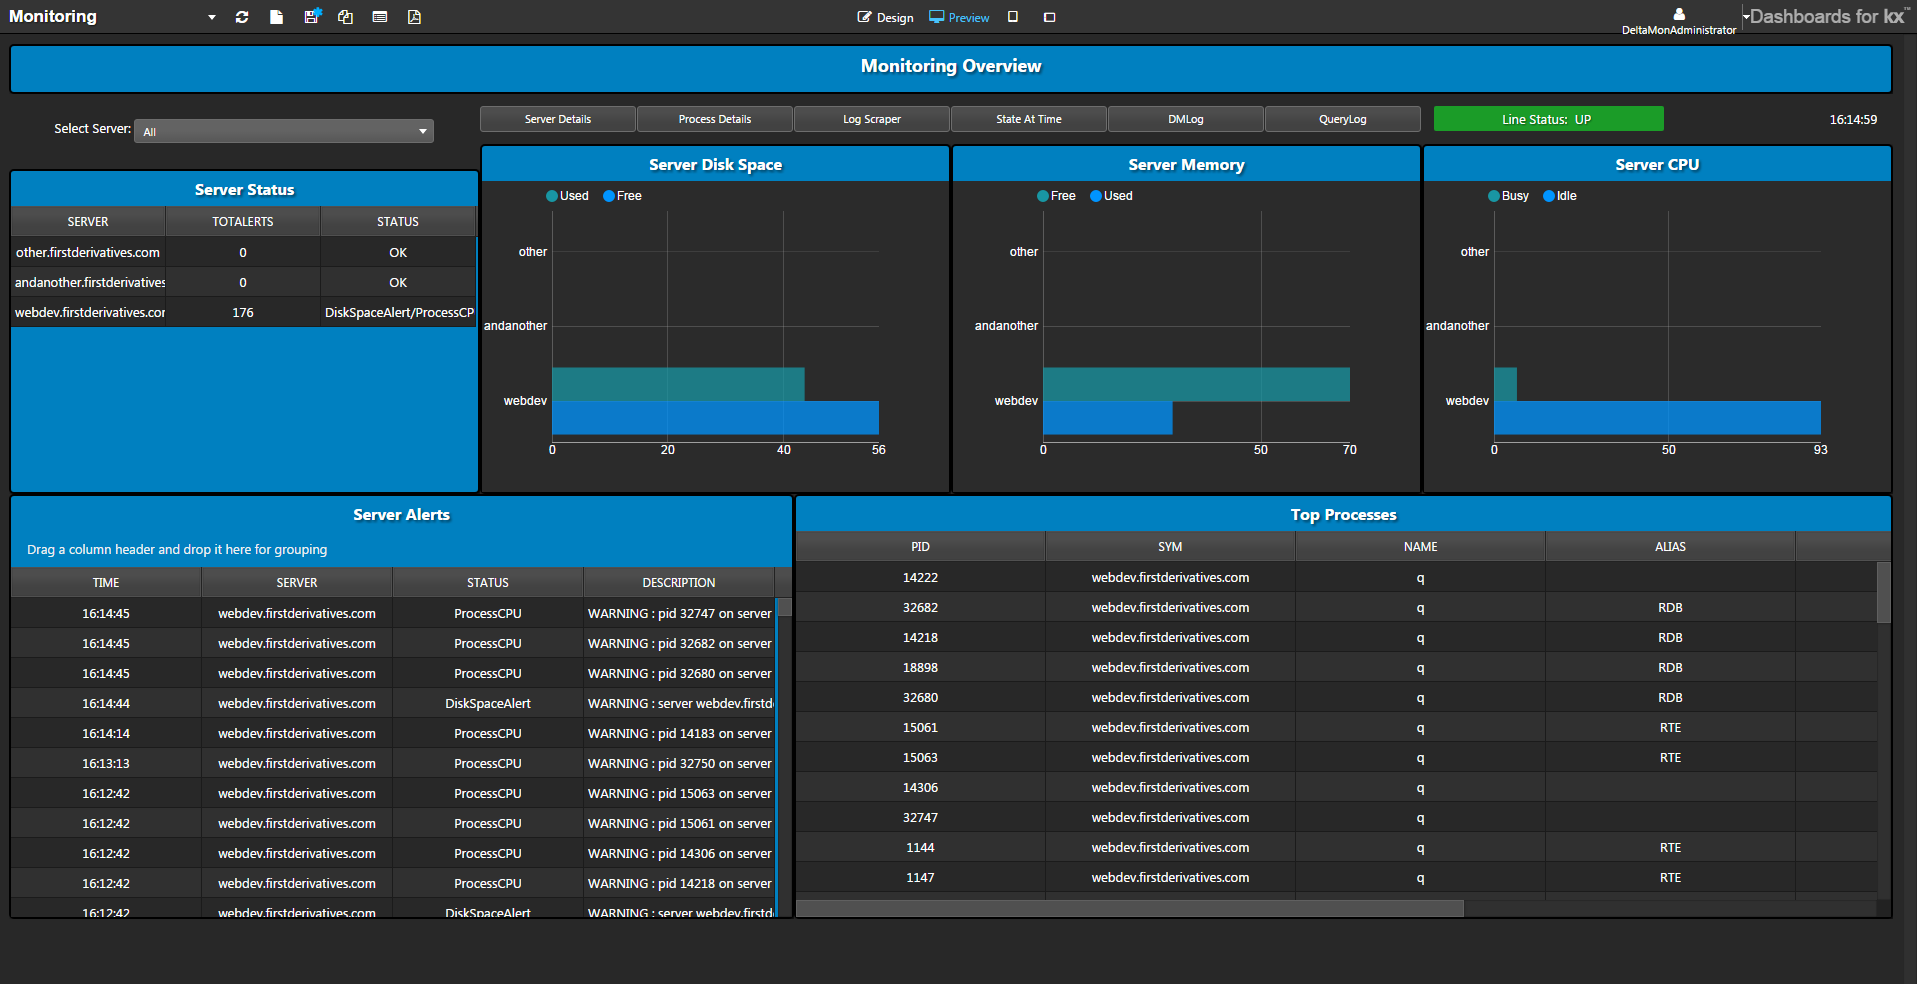 Monitoring
Design
Preview
DeltaMonAdministrator
Dashboards for kx™
Monitoring Overview
Select Server:
All
Server Details
Process Details
Log Scraper
State At Time
DMLog
QueryLog
Line Status: UP
16:14:59
Server Status
SERVER TOTALERTS STATUS
other.firstderivatives.com 0 OK
andanother.firstderivatives 0 OK
webdev.firstderivatives.cor 176 DiskSpaceAlert/ProcessCP
Server Disk Space
Used Free
other
andanother
webdev
0 20 40 56
Server Memory
Free Used
other
andanother
webdev
0 50 70
Server CPU
Busy Idle
other
andanother
webdev
0 50 93
Server Alerts
Drag a column header and drop it here for grouping
TIME SERVER STATUS DESCRIPTION
16:14:45 webdev.firstderivatives.com ProcessCPU WARNING : pid 32747 on server
16:14:45 webdev.firstderivatives.com ProcessCPU WARNING : pid 32682 on server
16:14:45 webdev.firstderivatives.com ProcessCPU WARNING : pid 32680 on server
16:14:44 webdev.firstderivatives.com DiskSpaceAlert WARNING : server webdev.firstd
16:14:14 webdev.firstderivatives.com ProcessCPU WARNING : pid 14183 on server
16:13:13 webdev.firstderivatives.com ProcessCPU WARNING : pid 32750 on server
16:12:42 webdev.firstderivatives.com ProcessCPU WARNING : pid 15063 on server
16:12:42 webdev.firstderivatives.com ProcessCPU WARNING : pid 15061 on server
16:12:42 webdev.firstderivatives.com ProcessCPU WARNING : pid 14306 on server
16:12:42 webdev.firstderivatives.com ProcessCPU WARNING : pid 14218 on server
16:12:42 webdev.firstderivatives.com DiskSpaceAlert WARNING : server webdev.firstd
Top Processes
PID SYM NAME ALIAS
14222 webdev.firstderivatives.com q
32682 webdev.firstderivatives.com q RDB
14218 webdev.firstderivatives.com q RDB
18898 webdev.firstderivatives.com q RDB
32680 webdev.firstderivatives.com q RDB
15061 webdev.firstderivatives.com q RTE
15063 webdev.firstderivatives.com q RTE
14306 webdev.firstderivatives.com q
32747 webdev.firstderivatives.com q
1144 webdev.firstderivatives.com q RTE
1147 webdev.firstderivatives.com q RTE